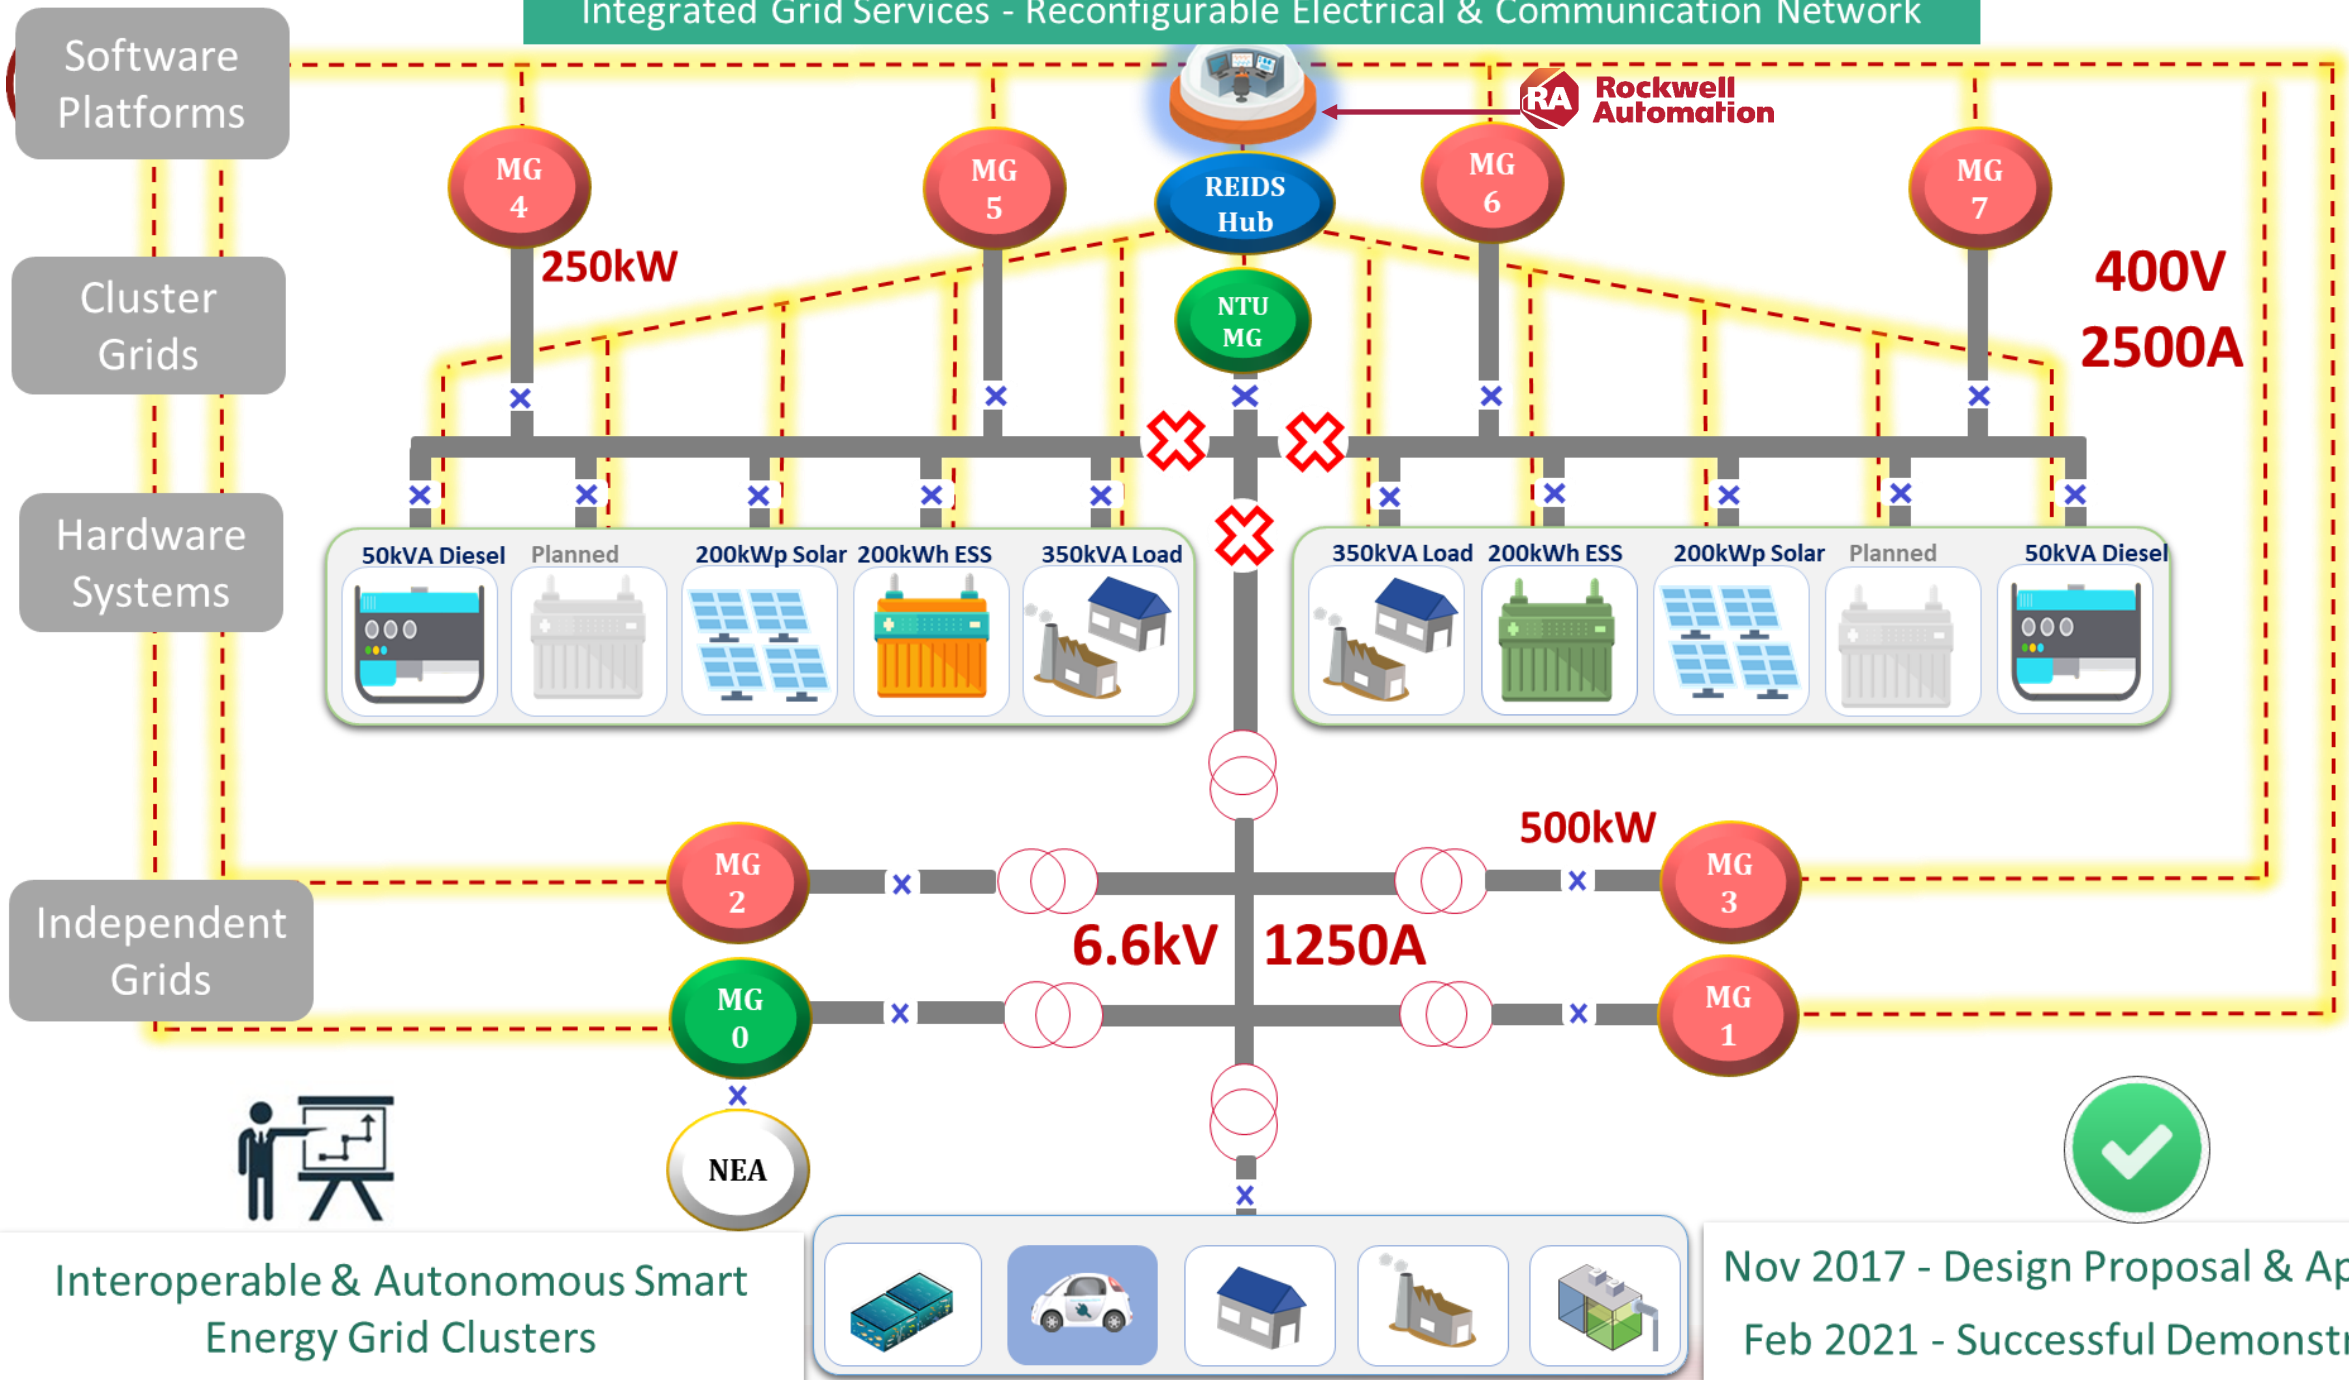 Integrated Grid Services - Reconfigurable Electrical & Communication Network
Software
Platforms
RA
Rockwell
Automation
MG
4
MG
5
REIDS
Hub
MG
6
MG
7
250kW
400V
2500A
Cluster
Grids
NTU
MG
Hardware
Systems
50kVA Diesel
Planned
200kWp Solar
200kWh ESS
350kVA Load
350kVA Load
200kWh ESS
200kWp Solar
Planned
50kVA Diesel
500kW
MG
2
MG
3
Independent
Grids
6.6kV
1250A
MG
0
MG
1
NEA
Interoperable & Autonomous Smart
Energy Grid Clusters
Nov 2017 - Design Proposal &
Feb 2021 - Successful